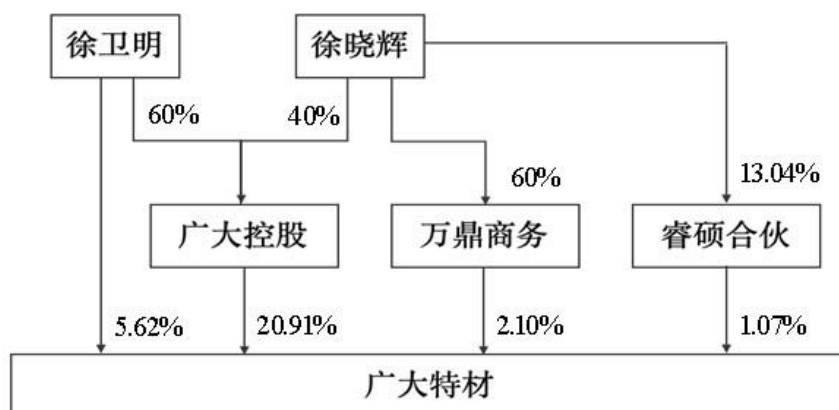 徐卫明
徐晓辉
60%
40%
60%
13.04%
广大控股
万鼎商务
睿硕合伙
5.62%
20.91%
2.10%
1.07%
广大特材